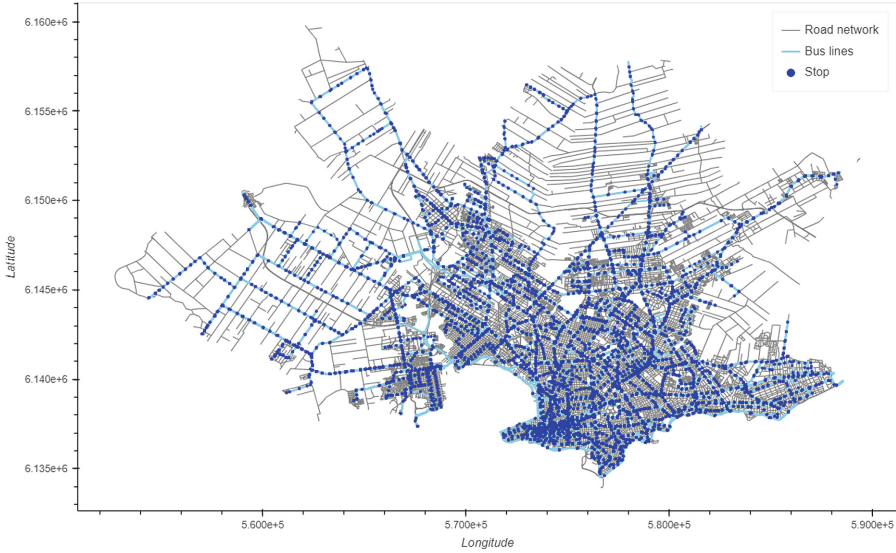 Road network
Bus lines
Stop
6.160e+6
6.155e+6
6.150e+6
6.145e+6
6.140e+6
6.135e+6
Latitude
5.600e+5
5.700e+5
5.800e+5
5.900e+5
Longitude